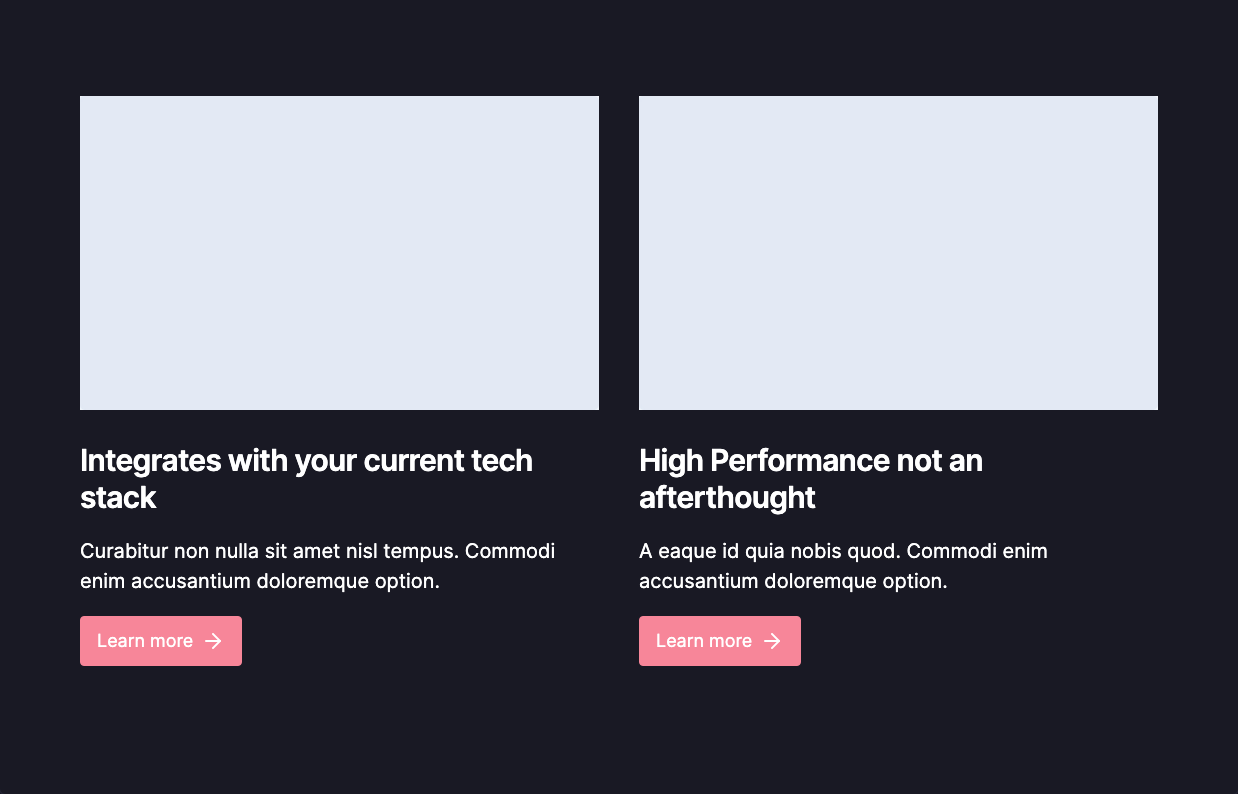 Integrates with your current tech
stack
Curabitur non nulla sit amet nisl tempus. Commodi
enim accusantium doloremque option.
Learn more
High Performance not an
afterthought
A eaque id quia nobis quod. Commodi enim
accusantium doloremque option.
Learn more